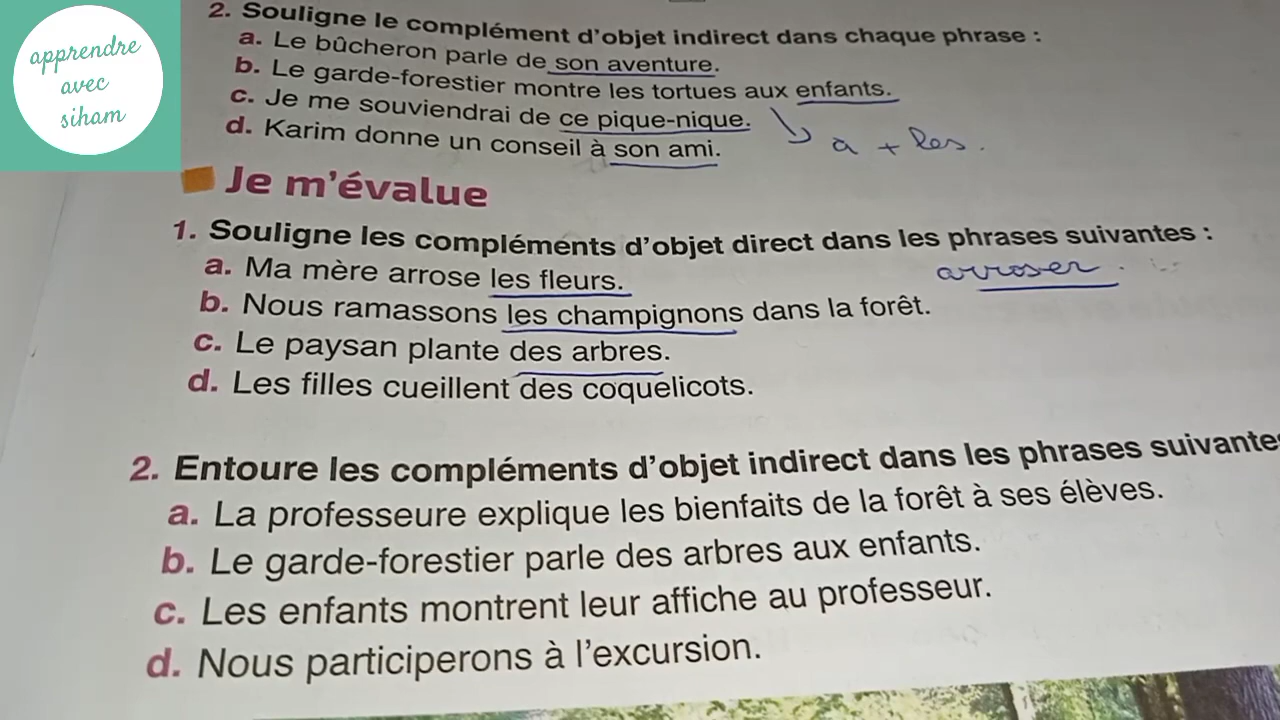 apprendre
avec
siham
2. Souligne le complément d'objet indirect dans chaque phrase :
a. Le bûcheron parle de son aventure.
b. Le garde-forestier montre les tortues aux enfants.
c. Je me souviendrai de ce pique-nique.
a + les.
d. Karim donne un conseil à son ami.
Je m'évalue
1. Souligne les compléments d'objet direct dans les phrases suivantes :
arroser.
a. Ma mère arrose les fleurs.
b. Nous ramassons les champignons dans la forêt.
c. Le paysan plante des arbres.
d. Les filles cueillent des coquelicots.
2. Entoure les compléments d'objet indirect dans les phrases suivantes
a. La professeure explique les bienfaits de la forêt à ses élèves.
b. Le garde-forestier parle des arbres aux enfants.
c. Les enfants montrent leur affiche au professeur.
d. Nous participerons à l'excursion.